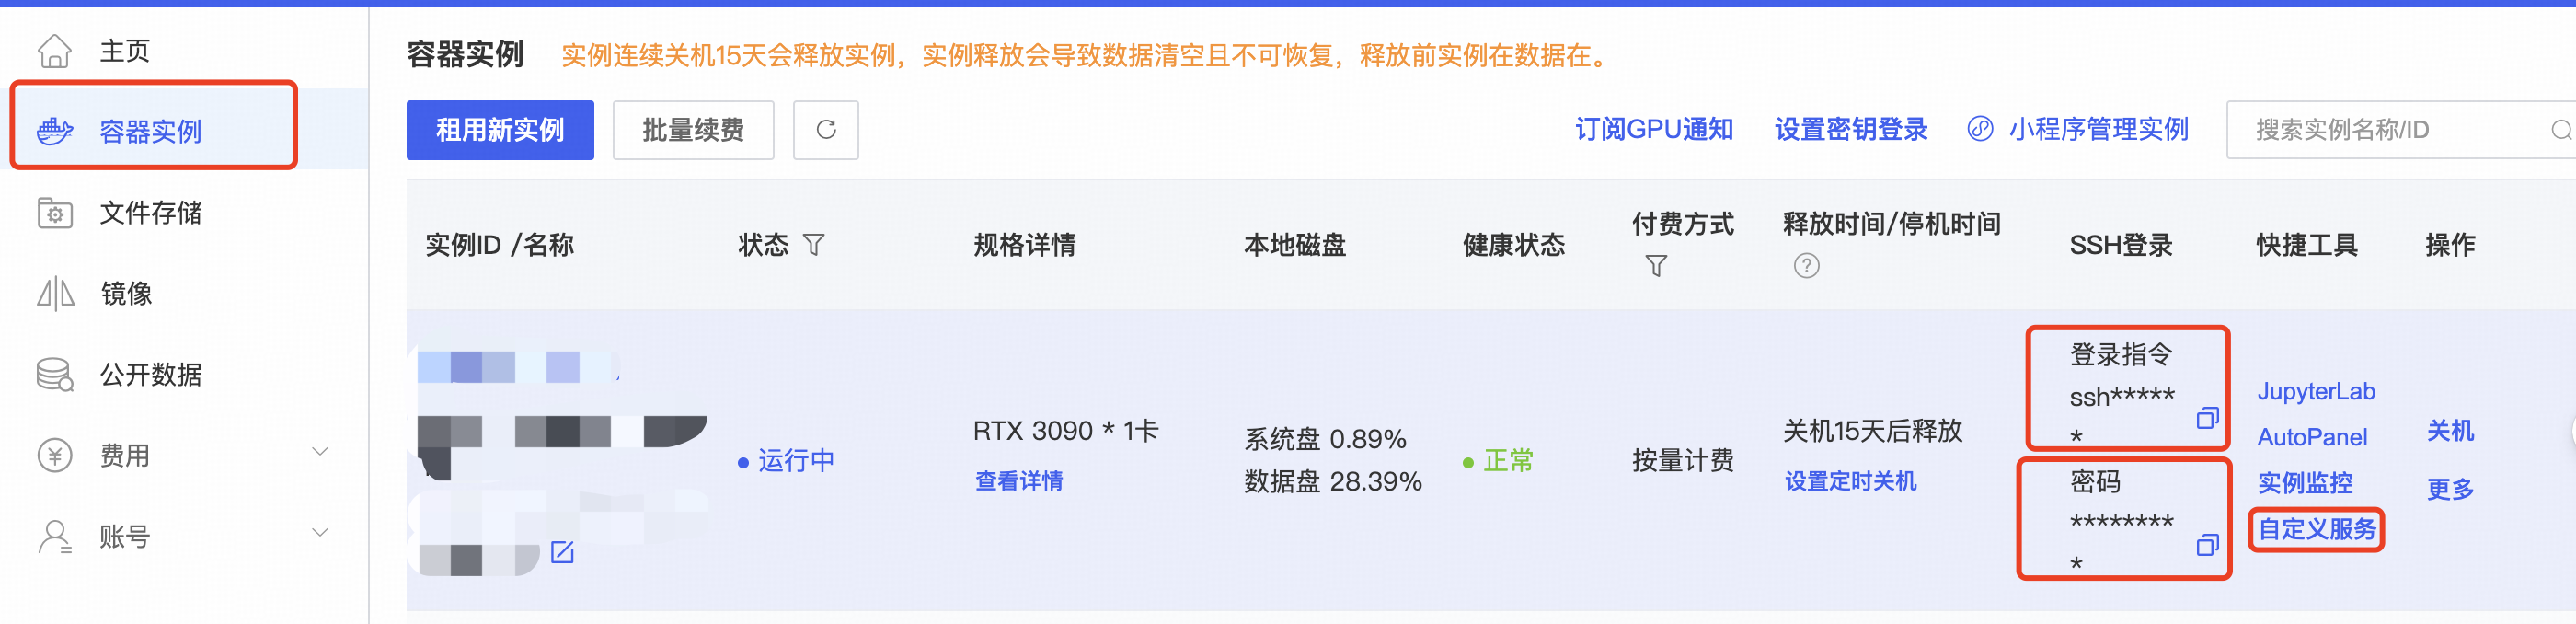 主页
容器实例
文件存储
镜像
公开数据
费用
账号
容器实例 实例连续关机15天会释放实例，实例释放会导致数据清空且不可恢复，释放前实例在数据在。
租用新实例 批量续费 订阅GPU通知 设置密钥登录 小程序管理实例 搜索实例名称/ID
实例ID /名称 状态 规格详情 本地磁盘 健康状态 付费方式 释放时间/停机时间 SSH登录 快捷工具 操作
运行中
RTX 3090 * 1卡
查看详情
系统盘 0.89%
数据盘 28.39%
正常
按量计费
关机15天后释放
设置定时关机
登录指令
ssh*****
*
密码
********
*
JupyterLab
AutoPanel
实例监控
自定义服务
关机
更多